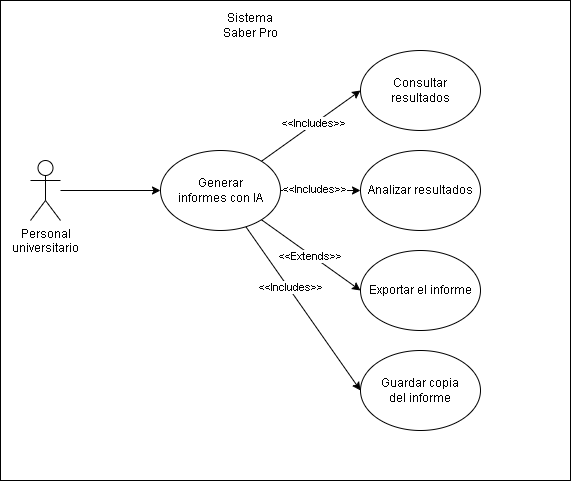 Sistema
Saber Pro
Consultar
resultados
<<Includes>>
Generar
informes con IA
<<Includes>>
Analizar resultados
Personal
universitario
<<Extends>>
Exportar el informe
<<Includes>>
Guardar copia
del informe